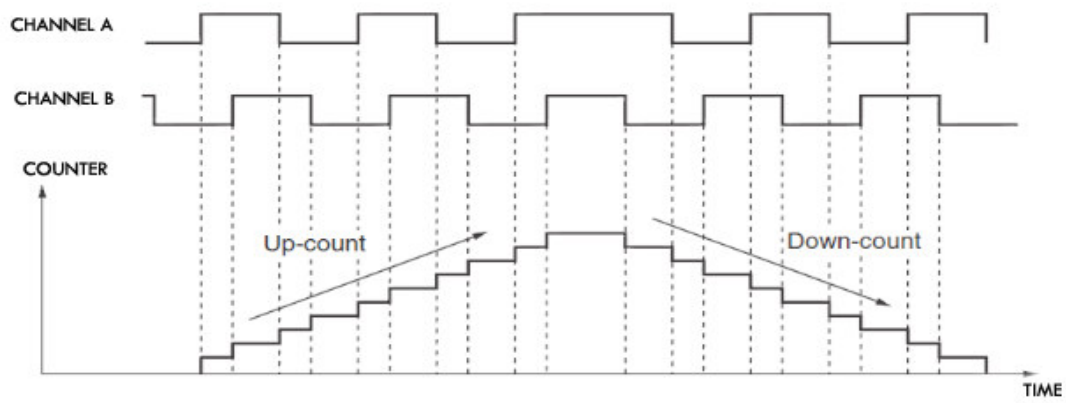 CHANNEL A
CHANNEL B
COUNTER
Up-count
Down-count
TIME